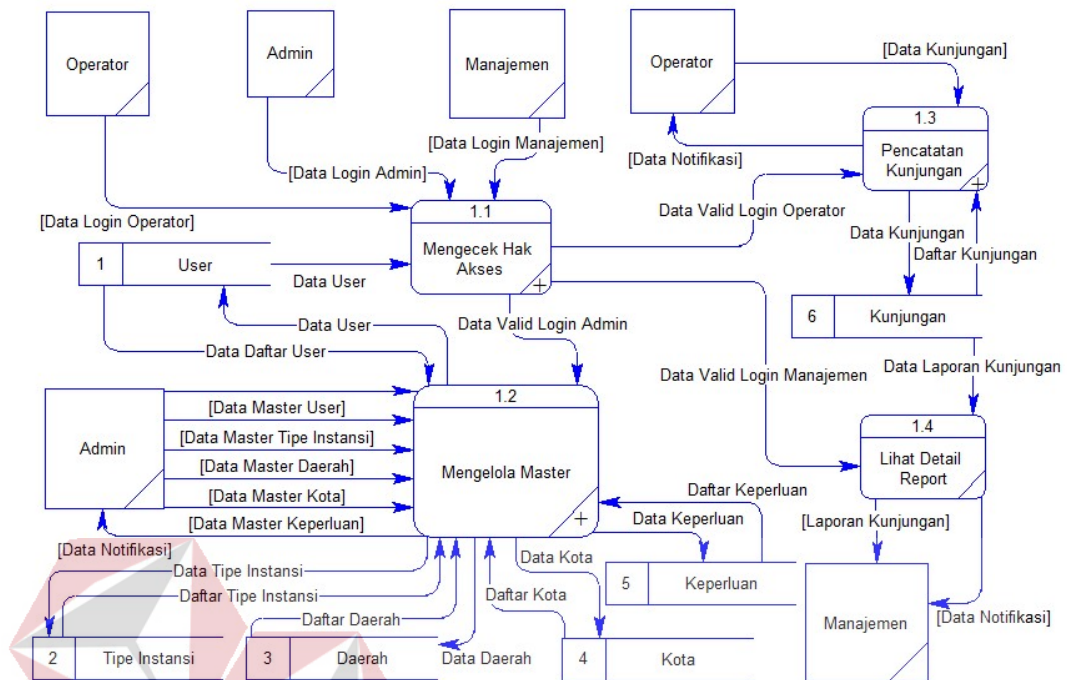 Operator
Admin
Manajemen
Operator
[Data Kunjungan]
1.3
Pencatatan
Kunjungan
[Data Notifikasi]
[Data Login Manajemen]
[Data Login Admin]
[Data Login Operator]
1.1
Mengecek Hak
Akses
Data Valid Login Operator
Data Kunjungan
Daftar Kunjungan
1
User
Data User
6
Kunjungan
Data User
Data Valid Login Admin
Data Daftar User
Data Valid Login Manajemen
Data Laporan Kunjungan
Admin
[Data Master User]
[Data Master Tipe Instansi]
[Data Master Daerah]
[Data Master Kota]
[Data Master Keperluan]
[Data Notifikasi]
1.2
Mengelola Master
1.4
Lihat Detail
Report
Daftar Keperluan
Data Keperluan
[Laporan Kunjungan]
Data Tipe Instansi
Daftar Tipe Instansi
Daftar Daerah
Data Kota
Daftar Kota
5
Keperluan
Manajemen
[Data Notifikasi]
2
Tipe Instansi
3
Daerah
Data Daerah
4
Kota